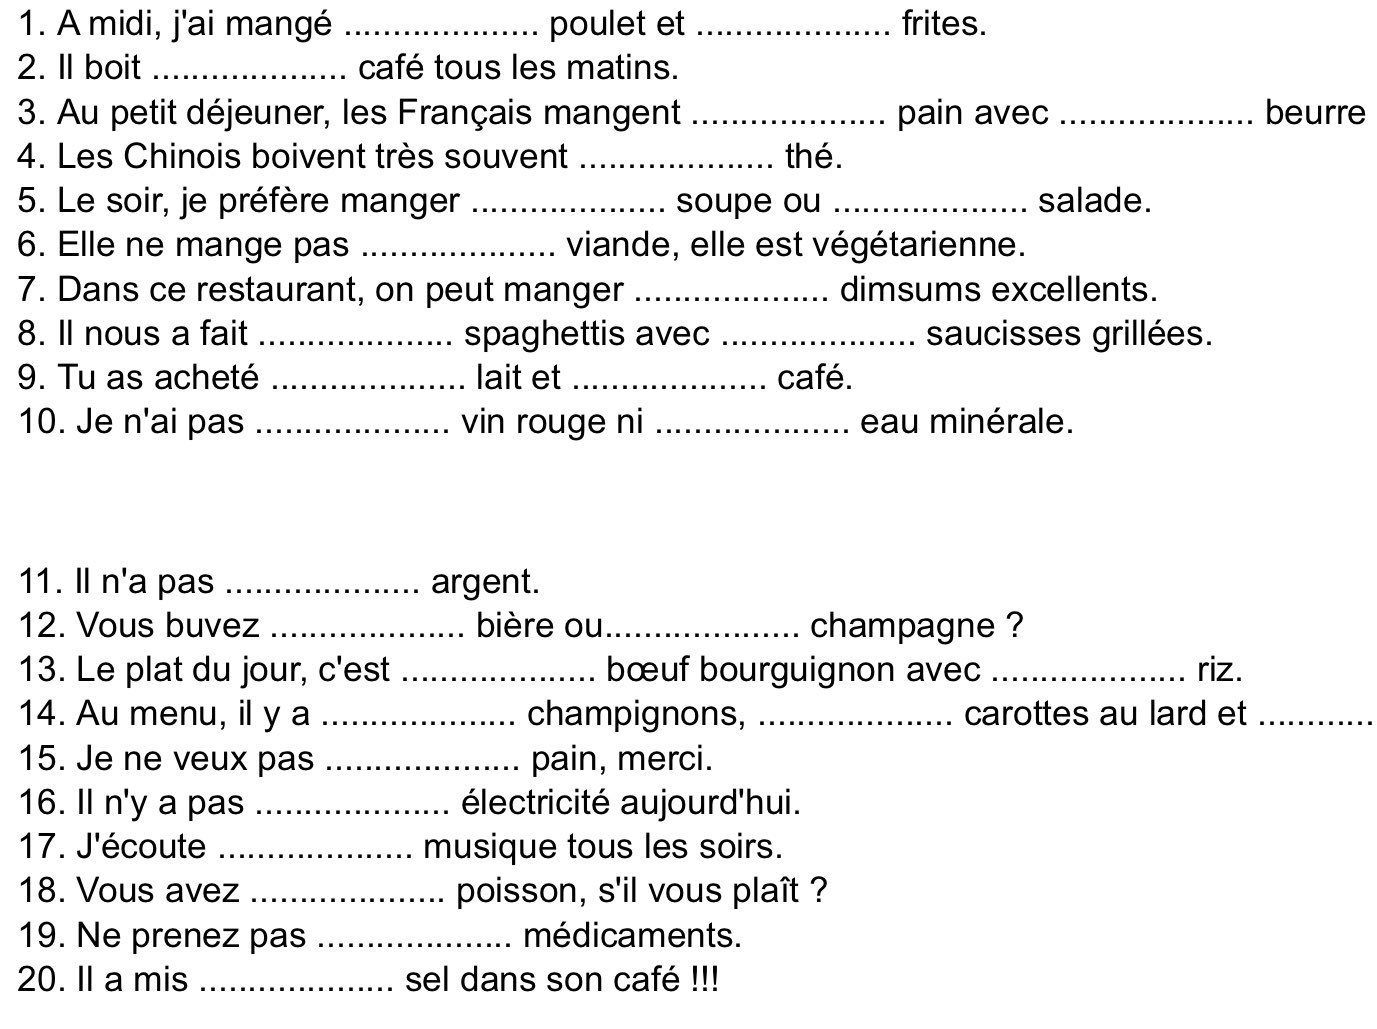 1. A midi, j'ai mangé .................... poulet et .................... frites.
2. Il boit .................... café tous les matins.
3. Au petit déjeuner, les Français mangent .................... pain avec .................... beurre
4. Les Chinois boivent très souvent .................... thé.
5. Le soir, je préfère manger .................... soupe ou .................... salade.
6. Elle ne mange pas .................... viande, elle est végétarienne.
7. Dans ce restaurant, on peut manger .................... dimsums excellents.
8. Il nous a fait .................... spaghettis avec .................... saucisses grillées.
9. Tu as acheté .................... lait et .................... café.
10. Je n'ai pas .................... vin rouge ni .................... eau minérale.
11. Il n'a pas .................... argent.
12. Vous buvez .................... bière ou.................... champagne ?
13. Le plat du jour, c'est .................... bœuf bourguignon avec .................... riz.
14. Au menu, il y a .................... champignons, .................... carottes au lard et ............
15. Je ne veux pas .................... pain, merci.
16. Il n'y a pas .................... électricité aujourd'hui.
17. J'écoute .................... musique tous les soirs.
18. Vous avez .................... poisson, s'il vous plaît ?
19. Ne prenez pas .................... médicaments.
20. Il a mis .................... sel dans son café !!!